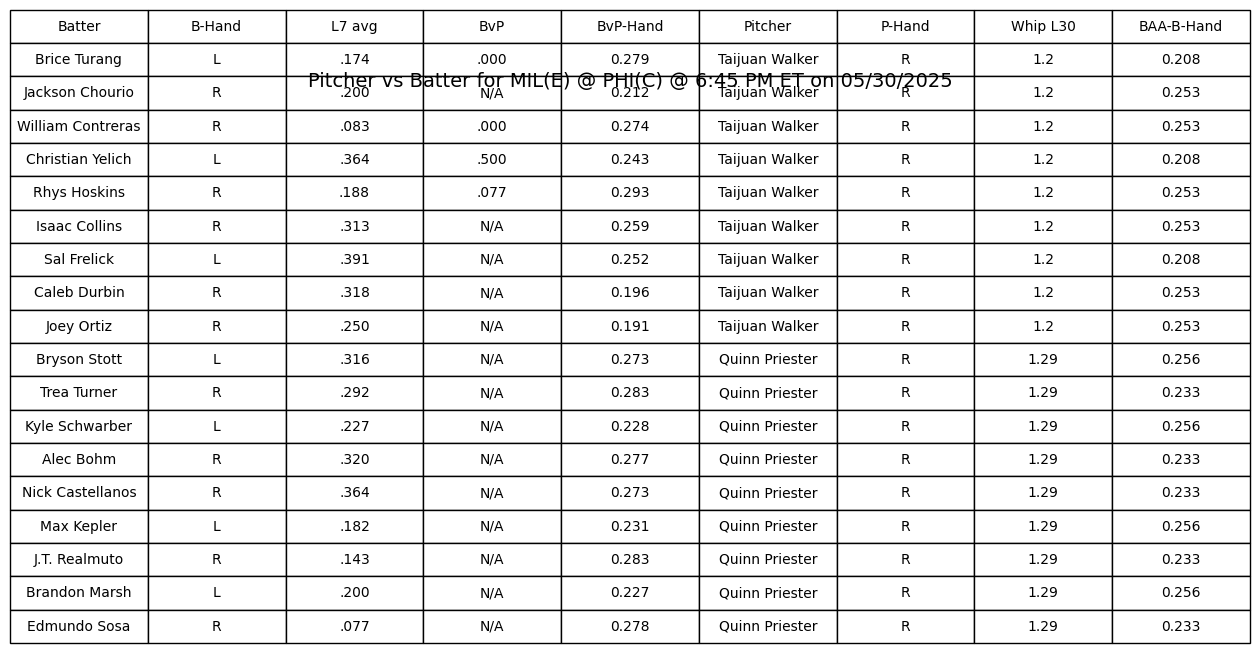 Batter B-Hand L7 avg BvP BvP-Hand Pitcher P-Hand Whip L30 BAA-B-Hand
Brice Turang L .174 .000 0.279 Taijuan Walker R 1.2 0.208
Pitcher vs Batter for MIL(E) @ PHI(C) @ 6:45 PM ET on 05/30/2025
Jackson Chourio R .200 N/A 0.212 Taijuan Walker R 1.2 0.253
William Contreras R .083 .000 0.274 Taijuan Walker R 1.2 0.253
Christian Yelich L .364 .500 0.243 Taijuan Walker R 1.2 0.208
Rhys Hoskins R .188 .077 0.293 Taijuan Walker R 1.2 0.253
Isaac Collins R .313 N/A 0.259 Taijuan Walker R 1.2 0.253
Sal Frelick L .391 N/A 0.252 Taijuan Walker R 1.2 0.208
Caleb Durbin R .318 N/A 0.196 Taijuan Walker R 1.2 0.253
Joey Ortiz R .250 N/A 0.191 Taijuan Walker R 1.2 0.253
Bryson Stott L .316 N/A 0.273 Quinn Priester R 1.29 0.256
Trea Turner R .292 N/A 0.283 Quinn Priester R 1.29 0.233
Kyle Schwarber L .227 N/A 0.228 Quinn Priester R 1.29 0.256
Alec Bohm R .320 N/A 0.277 Quinn Priester R 1.29 0.233
Nick Castellanos R .364 N/A 0.273 Quinn Priester R 1.29 0.233
Max Kepler L .182 N/A 0.231 Quinn Priester R 1.29 0.256
J.T. Realmuto R .143 N/A 0.283 Quinn Priester R 1.29 0.233
Brandon Marsh L .200 N/A 0.227 Quinn Priester R 1.29 0.256
Edmundo Sosa R .077 N/A 0.278 Quinn Priester R 1.29 0.233